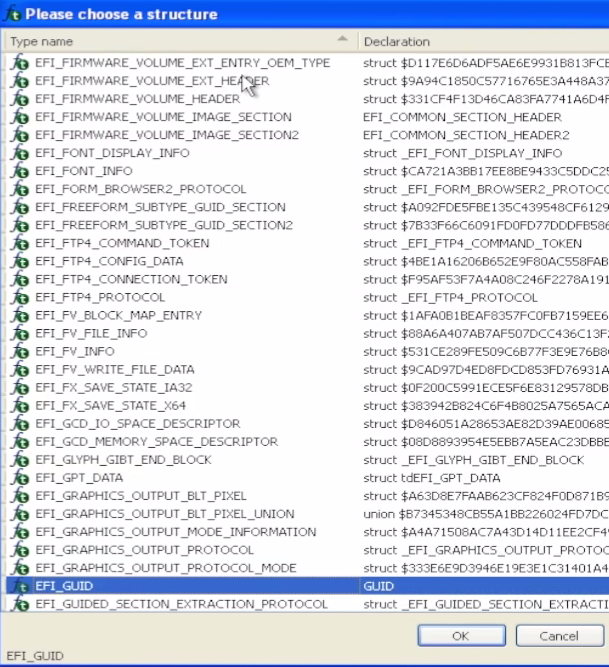 Please choose a structure
Type name Declaration
EFI_FIRMWARE_VOLUME_EXT_ENTRY_OEM_TYPE struct $D117E6D6ADF5AE6E9931B813FCE
EFI_FIRMWARE_VOLUME_EXT_HEADER struct $9A94C1850C57716765E3A448A37
EFI_FIRMWARE_VOLUME_HEADER struct $331CF4F13D46CA83FA7741A6D4F
EFI_FIRMWARE_VOLUME_IMAGE_SECTION EFI_COMMON_SECTION_HEADER
EFI_FIRMWARE_VOLUME_IMAGE_SECTION2 EFI_COMMON_SECTION_HEADER2
EFI_FONT_DISPLAY_INFO struct _EFI_FONT_DISPLAY_INFO
EFI_FONT_INFO struct $CA721A3BB17EE8BE9433C5DDC25
EFI_FORM_BROWSER2_PROTOCOL struct _EFI_FORM_BROWSER2_PROTOCO
EFI_FREEFORM_SUBTYPE_GUID_SECTION struct $A092FDE5FBE135C439548CF6129
EFI_FREEFORM_SUBTYPE_GUID_SECTION2 struct $7B33F66C6091FD0FD77DDDFB586
EFI_FTP4_COMMAND_TOKEN struct _EFI_FTP4_COMMAND_TOKEN
EFI_FTP4_CONFIG_DATA struct $4BE1A16206B652E9F80AC558FAB
EFI_FTP4_CONNECTION_TOKEN struct $F95AF53F7A4A08C246F2278A191
EFI_FTP4_PROTOCOL struct _EFI_FTP4_PROTOCOL
EFI_FV_BLOCK_MAP_ENTRY struct $1AFA0B1BEAF8357FC0FB7159EE6
EFI_FV_FILE_INFO struct $88A6A407AB7AF507DCC436C13F
EFI_FV_INFO struct $531CE289FE509C6B77F3E9E76B8
EFI_FV_WRITE_FILE_DATA struct $9CAD97D4ED8FDCD853FD76931A
EFI_FX_SAVE_STATE_IA32 struct $0F200C5991ECE5F6E83129578DB
EFI_FX_SAVE_STATE_X64 struct $383942B824C6F4B8025A7565ACA
EFI_GCD_IO_SPACE_DESCRIPTOR struct $D846051A28653AE82D39AE00685
EFI_GCD_MEMORY_SPACE_DESCRIPTOR struct $08D8893954E5EBB7A5EAC23DBBE
EFI_GLYPH_GIBT_END_BLOCK struct _EFI_GLYPH_GIBT_END_BLOCK
EFI_GPT_DATA struct tdEFI_GPT_DATA
EFI_GRAPHICS_OUTPUT_BLT_PIXEL struct $A63D8E7FAAB623CF824F0D871B9
EFI_GRAPHICS_OUTPUT_BLT_PIXEL_UNION union $B7345348CB55A1BB226024FD7DC
EFI_GRAPHICS_OUTPUT_MODE_INFORMATION struct $A4A71508AC7A43D14D11EE2CF4
EFI_GRAPHICS_OUTPUT_PROTOCOL struct _EFI_GRAPHICS_OUTPUT_PROTOC
EFI_GRAPHICS_OUTPUT_PROTOCOL_MODE struct $333E6E9D3946E19E3E1C31401A4
EFI_GUID GUID
EFI_GUIDED_SECTION_EXTRACTION_PROTOCOL struct _EFI_GUIDED_SECTION_EXTRACTI
OK Cancel
EFI_GUID